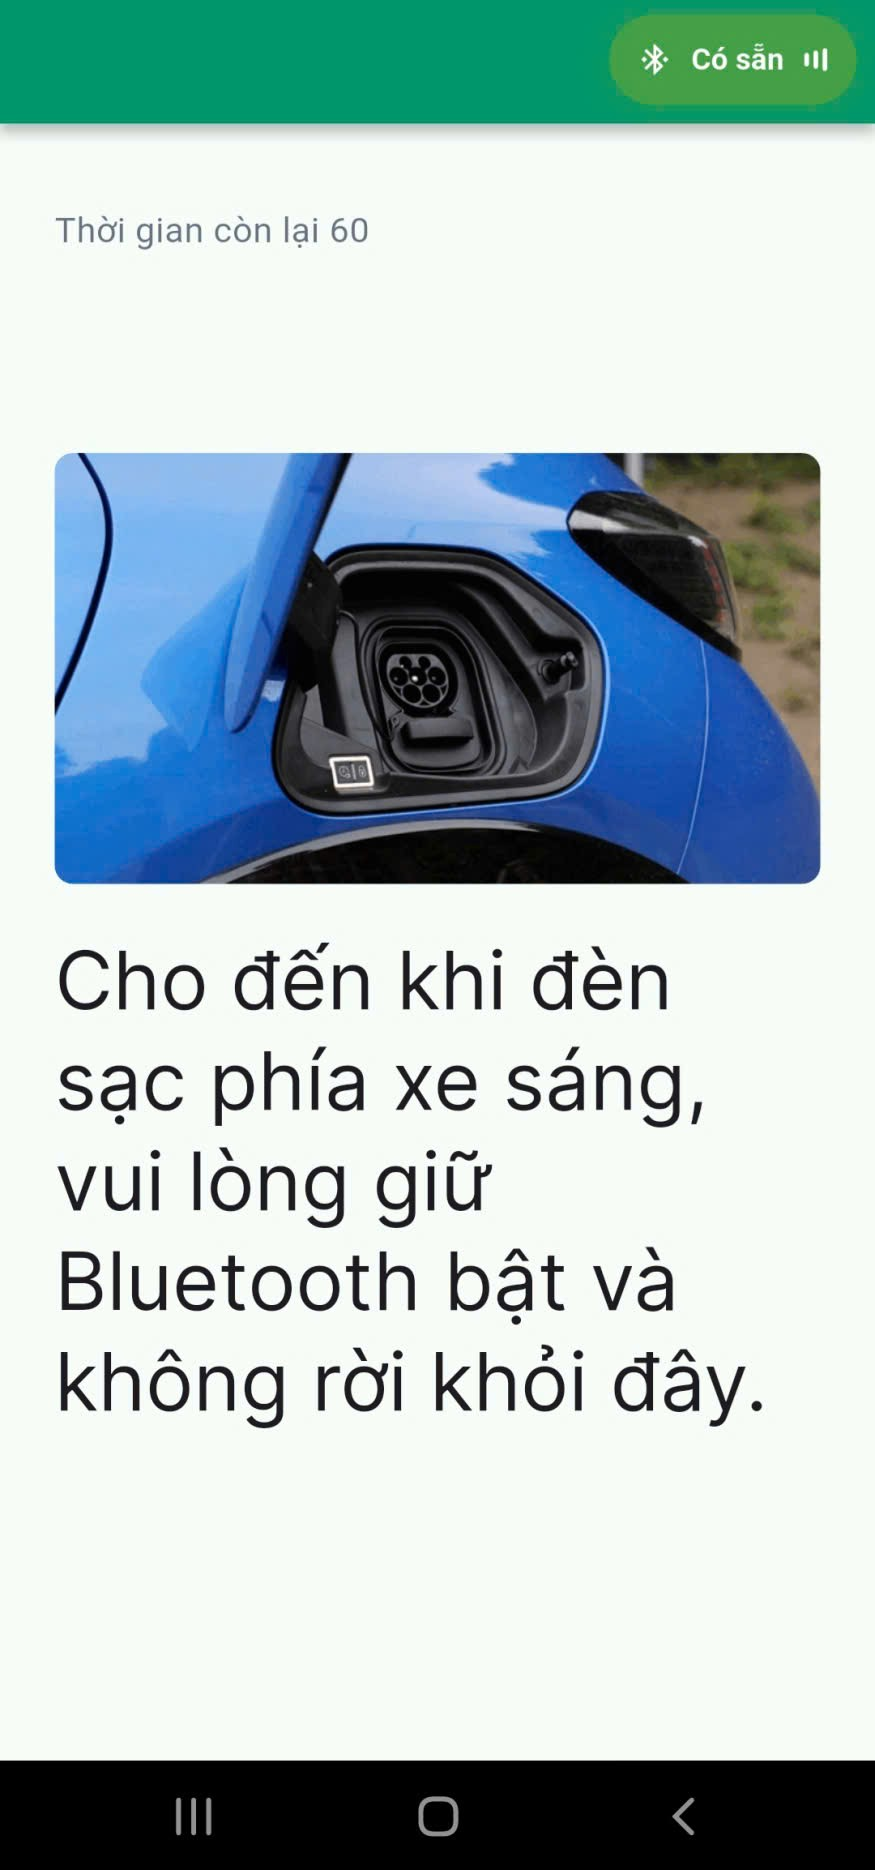 Có sẵn
Thời gian còn lại 60
Cho đến khi đèn
sạc phía xe sáng,
vui lòng giữ
Bluetooth bật và
không rời khỏi đây.